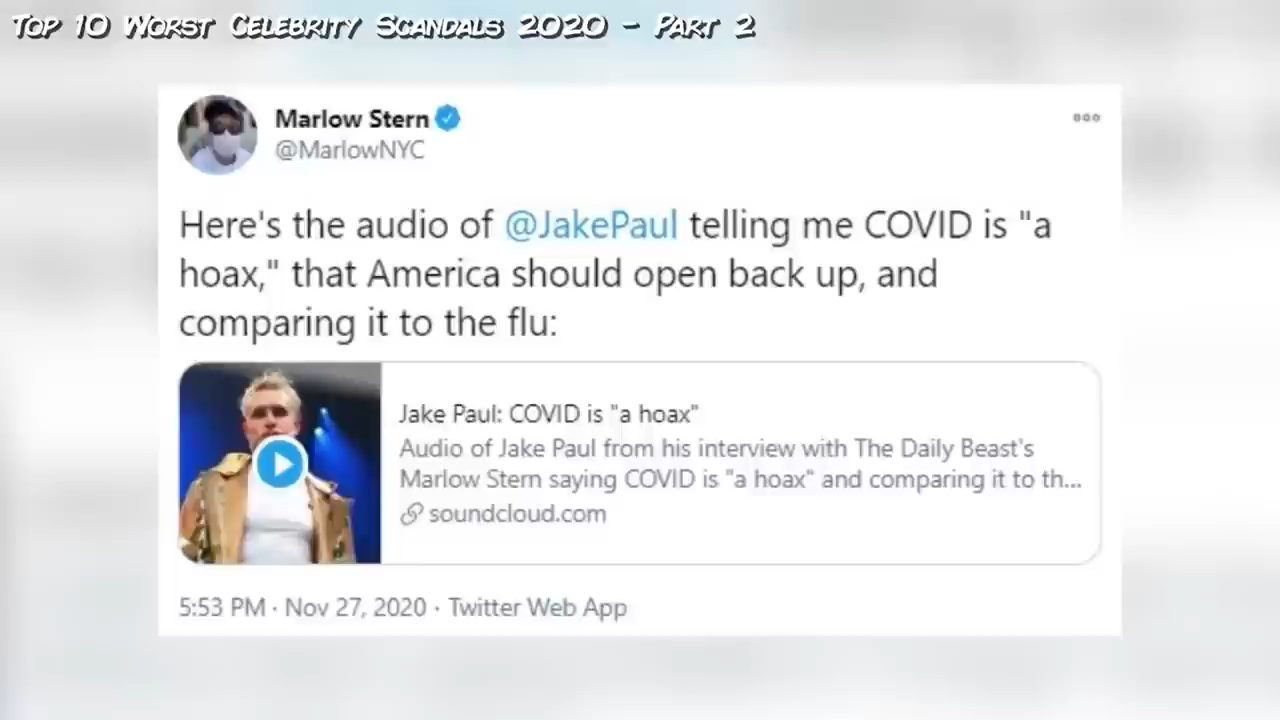 Top 10 Worst Celebrity Scandals 2020 - Part 2
Marlow Stern
@MarlowNYC
Here's the audio of @JakePaul telling me COVID is "a
hoax," that America should open back up, and
comparing it to the flu:
Jake Paul: COVID is "a hoax"
Audio of Jake Paul from his interview with The Daily Beast's
Marlow Stern saying COVID is "a hoax" and comparing it to th...
soundcloud.com
5:53 PM · Nov 27, 2020 · Twitter Web App